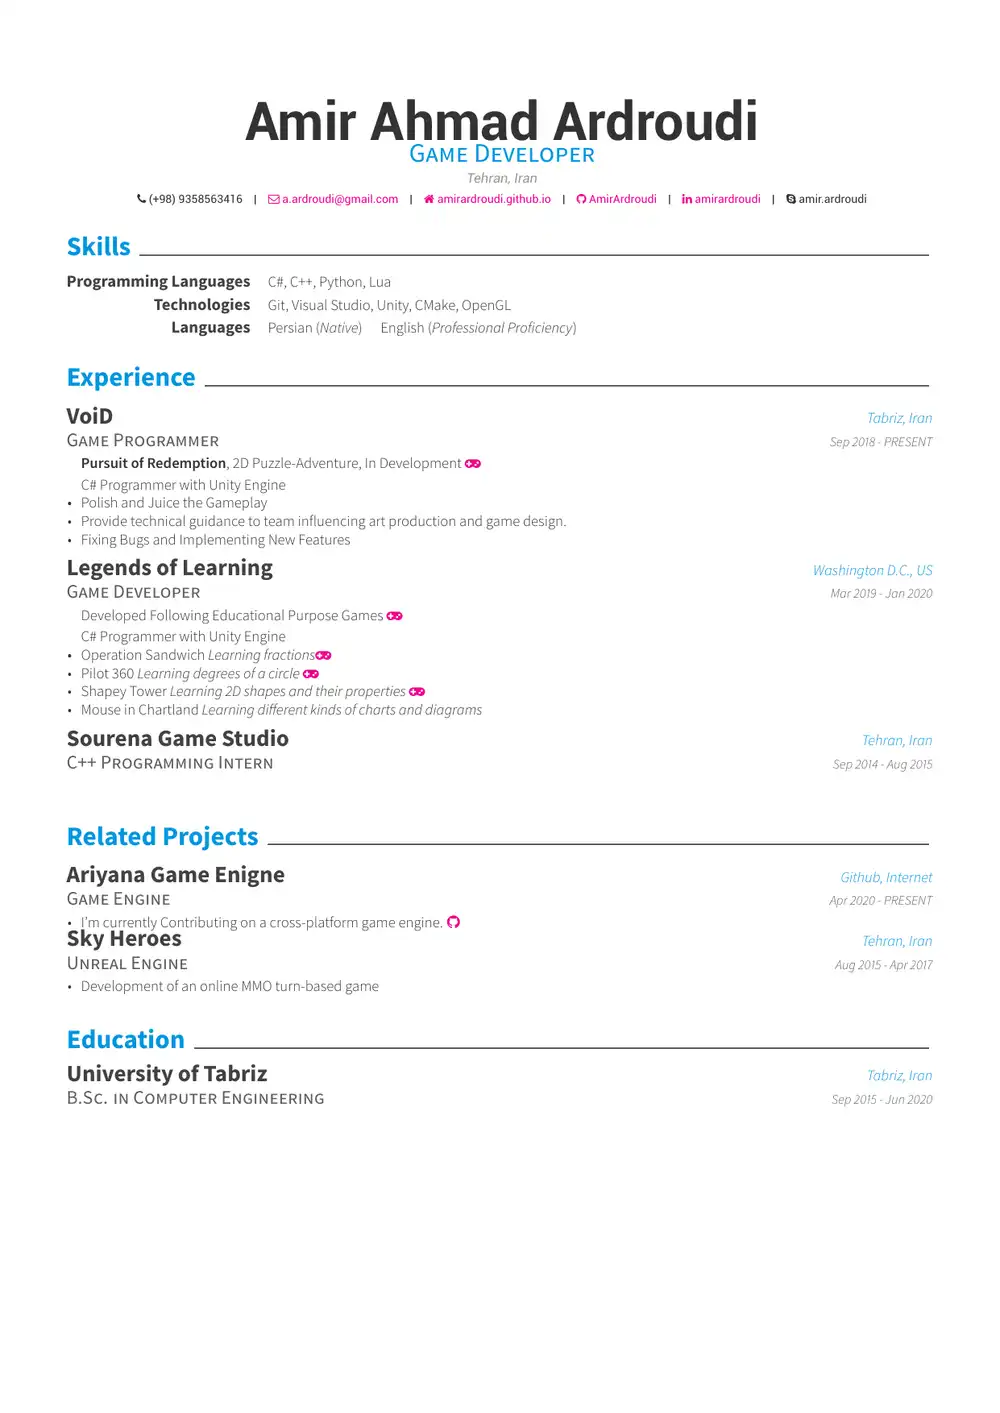 Amir Ahmad Ardroudi
Game Developer
Tehran, Iran
(+98) 9358563416 | a.ardroudi@gmail.com | amirardroudi.github.io | AmirArdroudi | amirardroudi | amir.ardroudi
Skills
Programming Languages C#, C++, Python, Lua
Technologies Git, Visual Studio, Unity, CMake, OpenGL
Languages Persian (Native) English (Professional Proficiency)
Experience
VoiD Tabriz, Iran
Game Programmer Sep 2018 - PRESENT
Pursuit of Redemption, 2D Puzzle-Adventure, In Development
C# Programmer with Unity Engine
• Polish and Juice the Gameplay
• Provide technical guidance to team influencing art production and game design.
• Fixing Bugs and Implementing New Features
Legends of Learning Washington D.C., US
Game Developer Mar 2019 - Jan 2020
Developed Following Educational Purpose Games
C# Programmer with Unity Engine
• Operation Sandwich Learning fractions
• Pilot 360 Learning degrees of a circle
• Shapey Tower Learning 2D shapes and their properties
• Mouse in Chartland Learning different kinds of charts and diagrams
Sourena Game Studio Tehran, Iran
C++ Programming Intern Sep 2014 - Aug 2015
Related Projects
Ariyana Game Enigne Github, Internet
Game Engine Apr 2020 - PRESENT
• I'm currently Contributing on a cross-platform game engine.
Sky Heroes Tehran, Iran
Unreal Engine Aug 2015 - Apr 2017
• Development of an online MMO turn-based game
Education
University of Tabriz Tabriz, Iran
B.Sc. in Computer Engineering Sep 2015 - Jun 2020